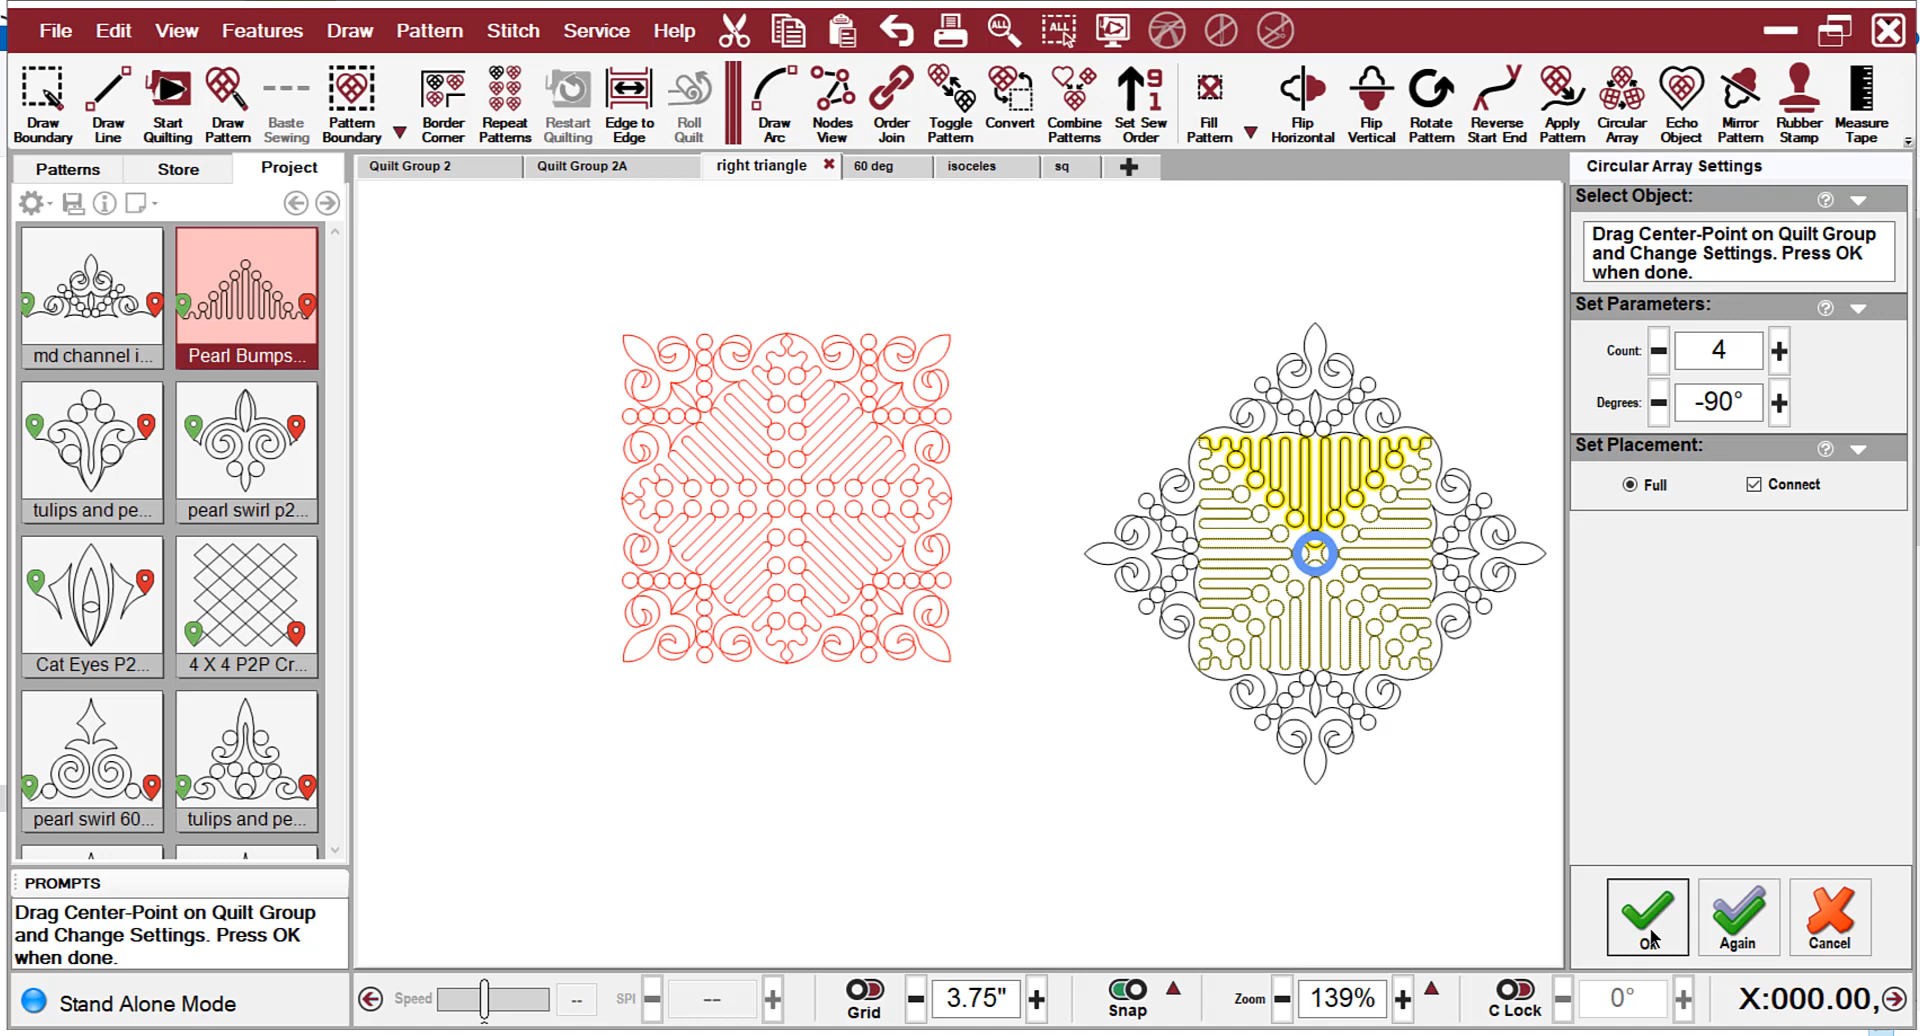 File Edit View Features Draw Pattern Stitch Service Help
ALL ALL
Draw Boundary
Draw Line
Start Quilting
Draw Pattern
Baste Sewing
Pattern Boundary
Border Corner
Repeat Patterns
Restart Quilting
Edge to Edge
Roll Quilt
Draw Arc
Nodes View
Order Join
Toggle Pattern
Convert
Combine Patterns
9
1
Set Sew Order
Fill Pattern
Flip Horizontal
Flip Vertical
Rotate Pattern
Reverse Start End
Apply Pattern
Circular Array
Echo Object
Mirror Pattern
Rubber Stamp
Measure Tape
Patterns Store Project
Quilt Group 2 Quilt Group 2A right triangle 60 deg isoceles sq
md channel i... Pearl Bumps...
tulips and pe... pearl swirl p2...
Cat Eyes P2... 4 X 4 P2P Cr...
pearl swirl 60... tulips and pe...
PROMPTS
Drag Center-Point on Quilt Group
and Change Settings. Press OK
when done.
Stand Alone Mode
Circular Array Settings
Select Object:
Drag Center-Point on Quilt Group
and Change Settings. Press OK
when done.
Set Parameters:
Count: 4
Degrees: -90°
Set Placement:
Full Connect
Ok Again Cancel
Speed -- SPI -- Grid 3.75" Snap Zoom 139% C Lock 0° X:000.00,